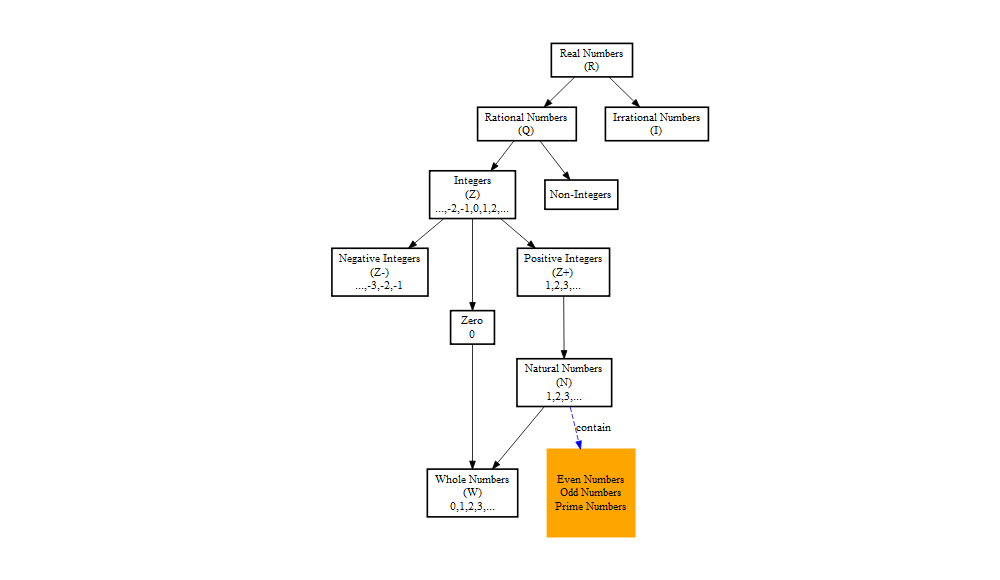 Real Numbers
(R)
Rational Numbers
(Q)
Irrational Numbers
(I)
Integers
(Z)
...,-2,-1,0,1,2,...
Non-Integers
Negative Integers
(Z-)
...,-3,-2,-1
Positive Integers
(Z+)
1,2,3,...
Zero
0
Natural Numbers
(N)
1,2,3,...
contain
Whole Numbers
(W)
0,1,2,3,...
Even Numbers
Odd Numbers
Prime Numbers